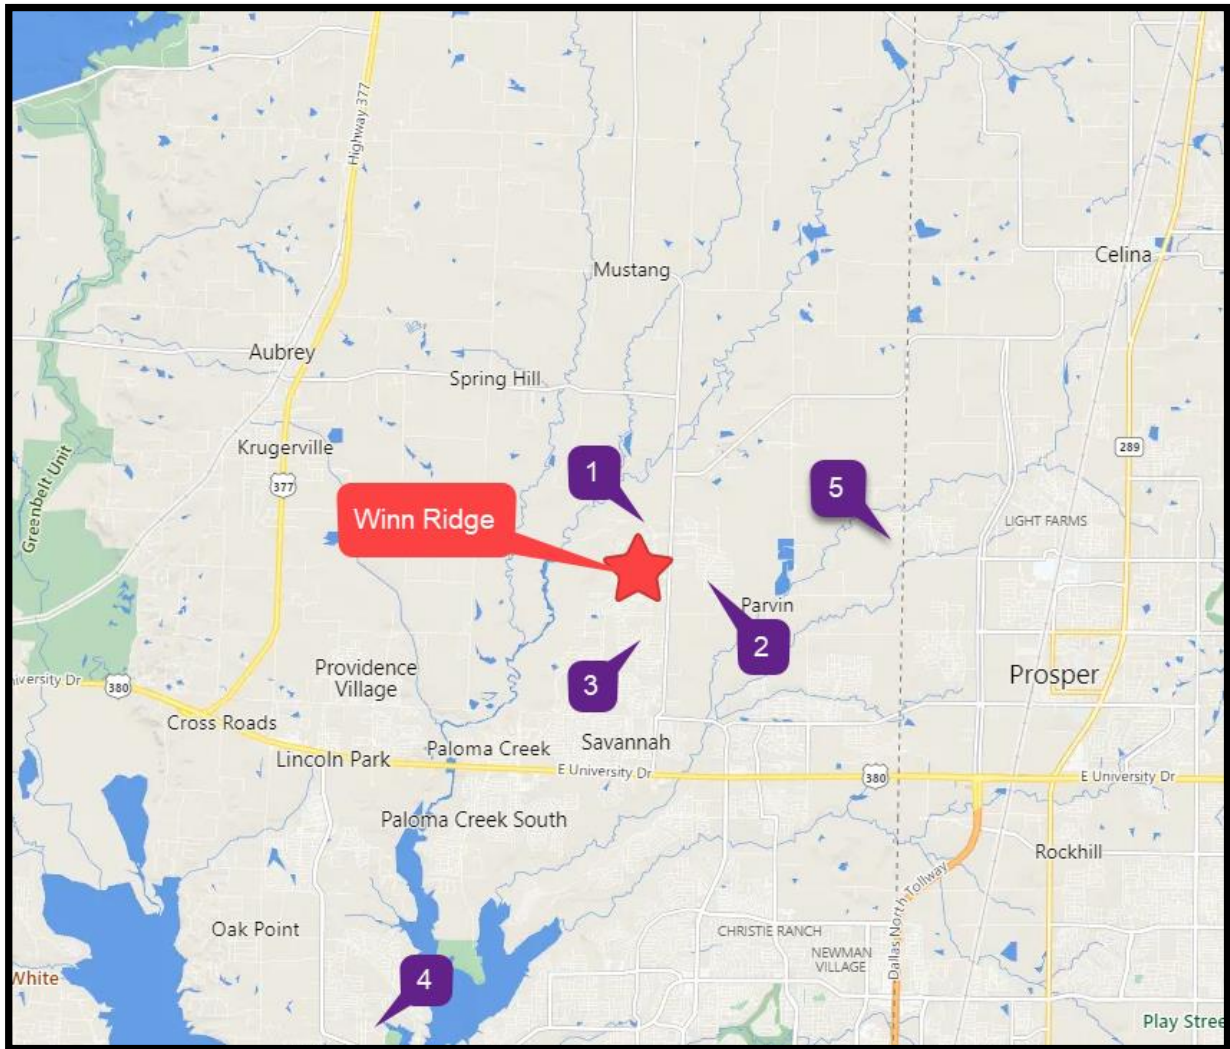 Highway 377
Mustang
Celina
Aubrey
Spring Hill
Krugerville
289
Greenbelt Unit
377
1
5
Winn Ridge
LIGHT FARMS
Parvin
2
Providence
Village
3
Prosper
iversity Dr
380
Cross Roads
Lincoln Park
Paloma Creek
Savannah
E University Dr
380
E University Dr
Paloma Creek South
Rockhill
Dallas North Tollway
Oak Point
CHRISTIE RANCH
NEWMAN
VILLAGE
White
4
Play Stree